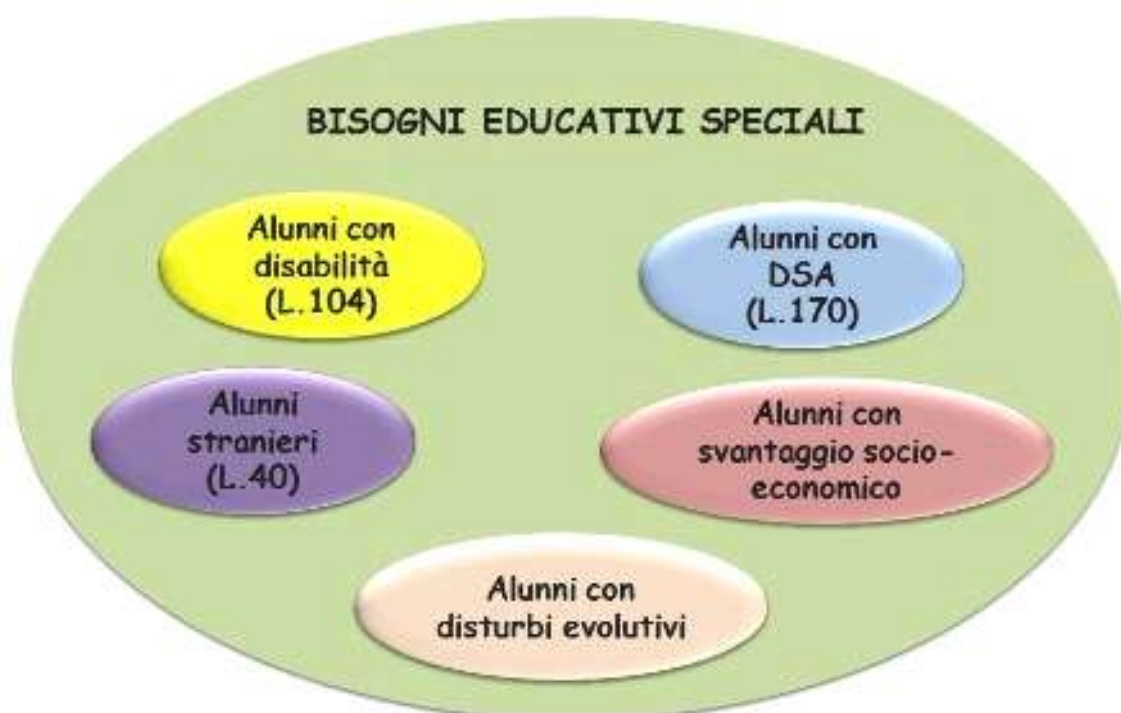 BISOGNI EDUCATIVI SPECIALI
Alunni con
disabilità
(L.104)
Alunni con
DSA
(L.170)
Alunni
stranieri
(L.40)
Alunni con
svantaggio socio-
economico
Alunni con
disturbi evolutivi